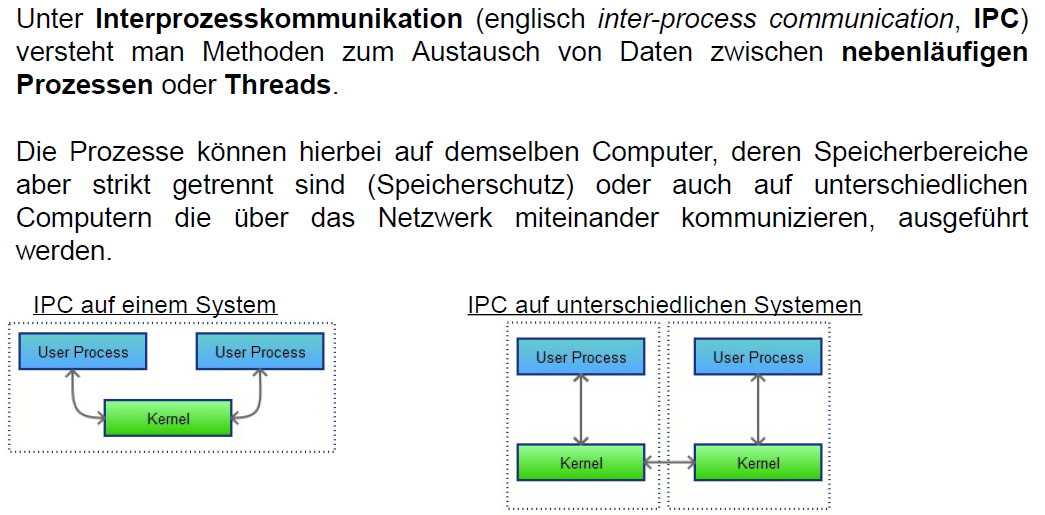 Unter Interprozesskommunikation (englisch inter-process communication, IPC)
versteht man Methoden zum Austausch von Daten zwischen nebenläufigen
Prozessen oder Threads.
Die Prozesse können hierbei auf demselben Computer, deren Speicherbereiche
aber strikt getrennt sind (Speicherschutz) oder auch auf unterschiedlichen
Computern die über das Netzwerk miteinander kommunizieren, ausgeführt
werden.
IPC auf einem System
User Process
User Process
Kernel
IPC auf unterschiedlichen Systemen
User Process
User Process
Kernel
Kernel